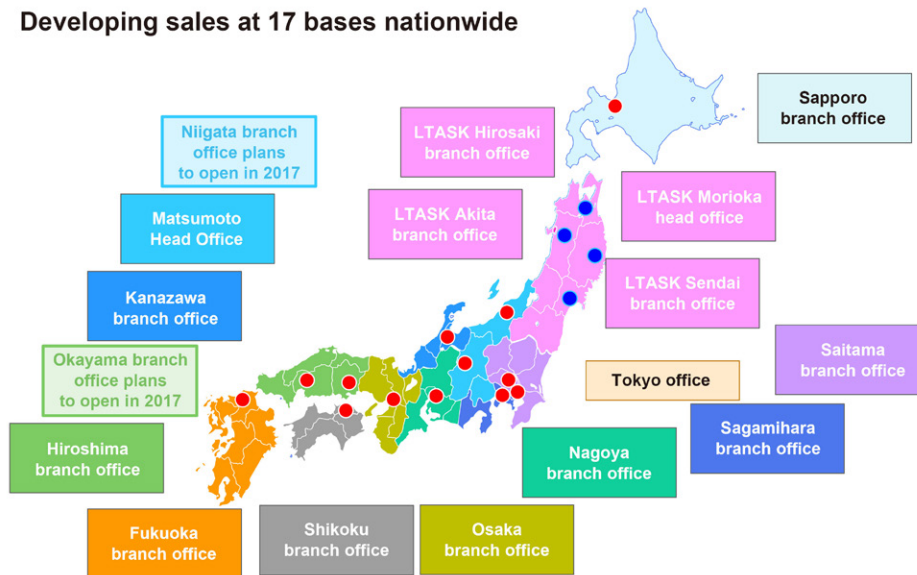 Developing sales at 17 bases nationwide
Sapporo
branch office
Niigata branch
office plans
to open in 2017
LTASK Hirosaki
branch office
LTASK Morioka
head office
Matsumoto
Head Office
LTASK Akita
branch office
LTASK Sendai
branch office
Kanazawa
branch office
Saitama
branch office
Okayama branch
office plans
to open in 2017
Tokyo office
Sagamihara
branch office
Hiroshima
branch office
Nagoya
branch office
Fukuoka
branch office
Shikoku
branch office
Osaka
branch office